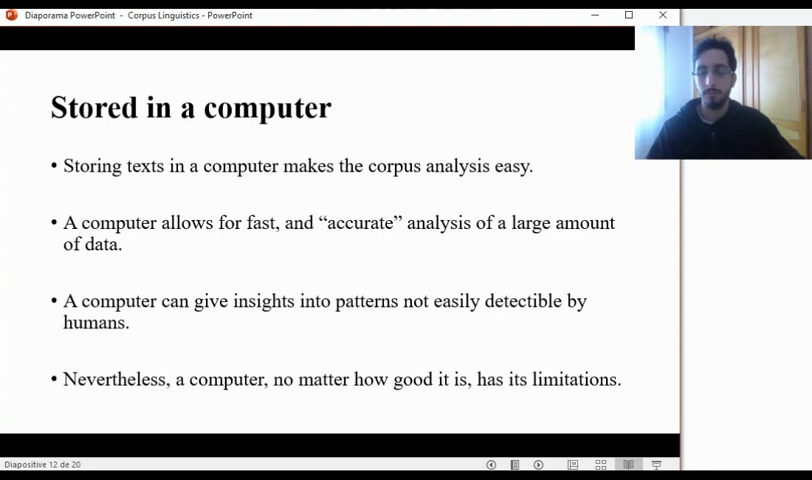 Diaporama PowerPoint - Corpus Linguistics - PowerPoint
Stored in a computer
• Storing texts in a computer makes the corpus analysis easy.
• A computer allows for fast, and “accurate” analysis of a large amount
of data.
• A computer can give insights into patterns not easily detectible by
humans.
• Nevertheless, a computer, no matter how good it is, has its limitations.
Diapositive 12 de 20